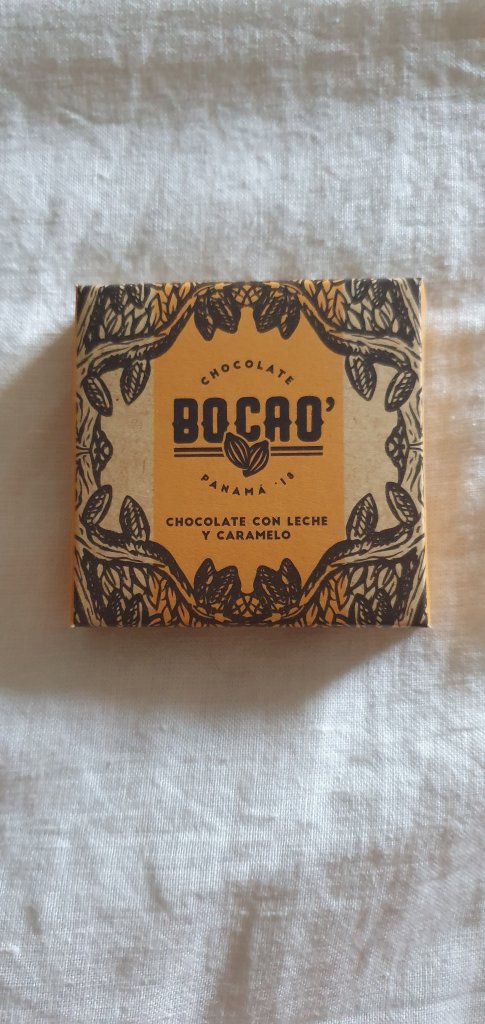 CHOCOLATE
BOCAO'
PANAMÁ '18
CHOCOLATE CON LECHE
Y CARAMELO